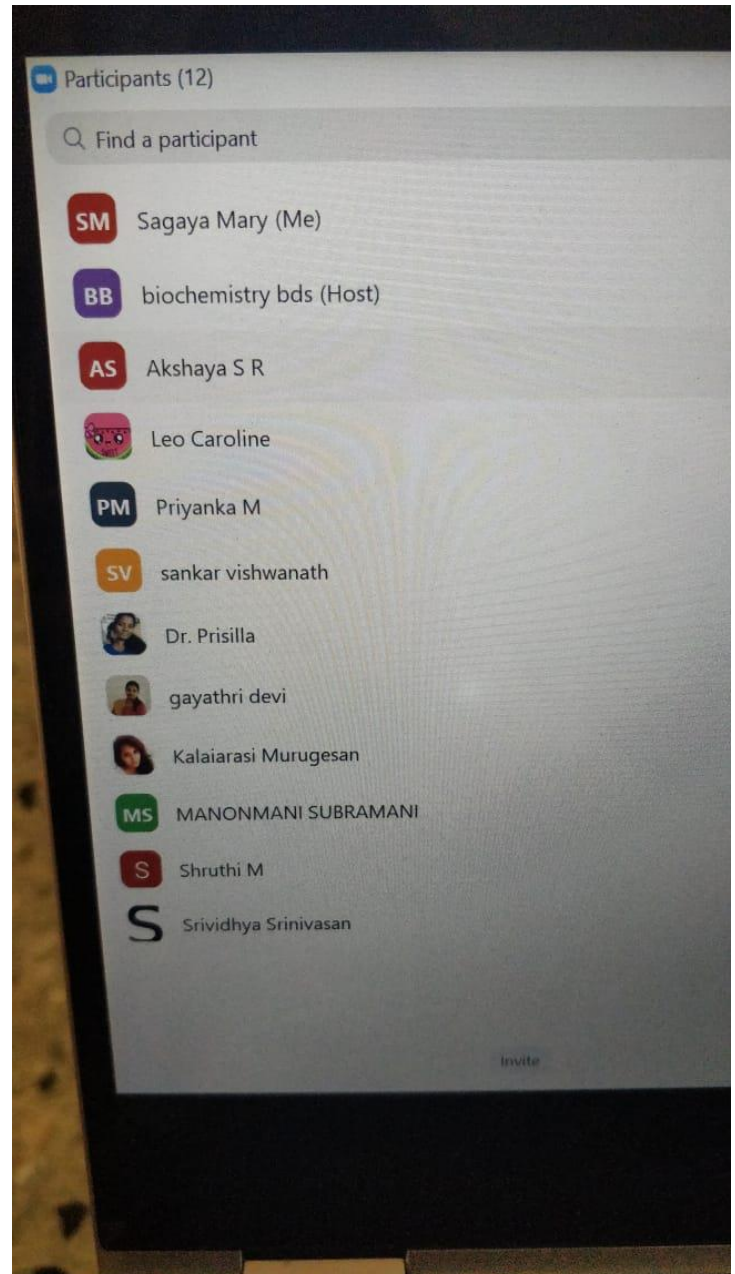 Participants (12)
Find a participant
SM Sagaya Mary (Me)
BB biochemistry bds (Host)
AS Akshaya S R
Leo Caroline
PM Priyanka M
SV sankar vishwanath
Dr. Prisilla
gayathri devi
Kalaiarasi Murugesan
MS MANONMANI SUBRAMANI
S Shruthi M
S Srividhya Srinivasan
Invite